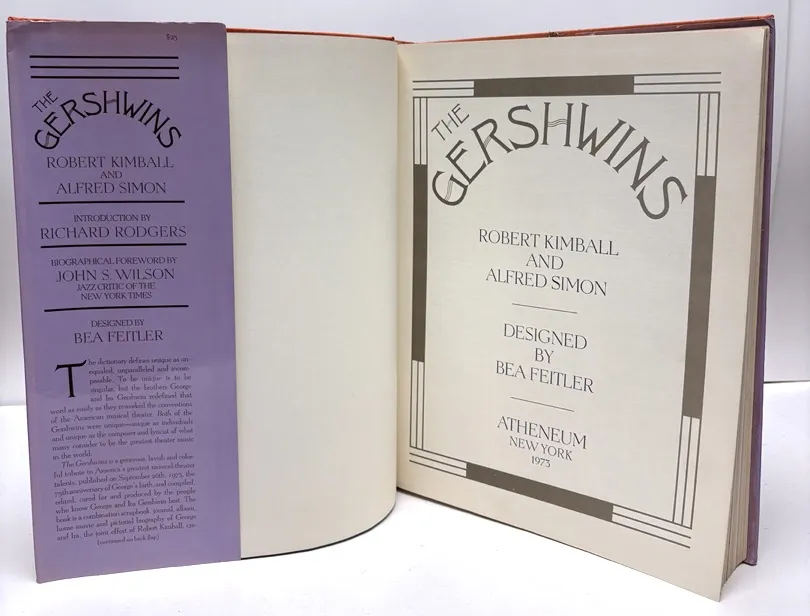 $25
THE
GERSHWINS
ROBERT KIMBALL
AND
ALFRED SIMON
INTRODUCTION BY
RICHARD RODGERS
BIOGRAPHICAL FOREWORD BY
JOHN S. WILSON
JAZZ CRITIC OF THE
NEW YORK TIMES
DESIGNED BY
BEA FEITLER
The dictionary defines unique as un-
equaled, unparalleled and incom-
parable. To be unique is to be
singular, but the brothers George
and Ira Gershwin redefined that
word as easily as they remade the conventions
of the American musical theater. Both of the
Gershwins were unique—unique as individuals
and unique as the composer and lyricist of what
many consider to be the greatest theater music
in the world.
The Gershwins is a generous, lavish and color-
ful tribute to America's greatest musical theater
talents, published on September 26th, 1973, the
75th anniversary of George's birth, and compiled,
edited, cared for and produced by the people
who know George and Ira Gershwin best. The
book is a combination scrapbook, journal, album,
home movie and pictorial biography of George
and Ira, the joint effort of Robert Kimball, co-
(continued on back flap)
THE
GERSHWINS
ROBERT KIMBALL
AND
ALFRED SIMON
DESIGNED
BY
BEA FEITLER
ATHENEUM
NEW YORK
1973